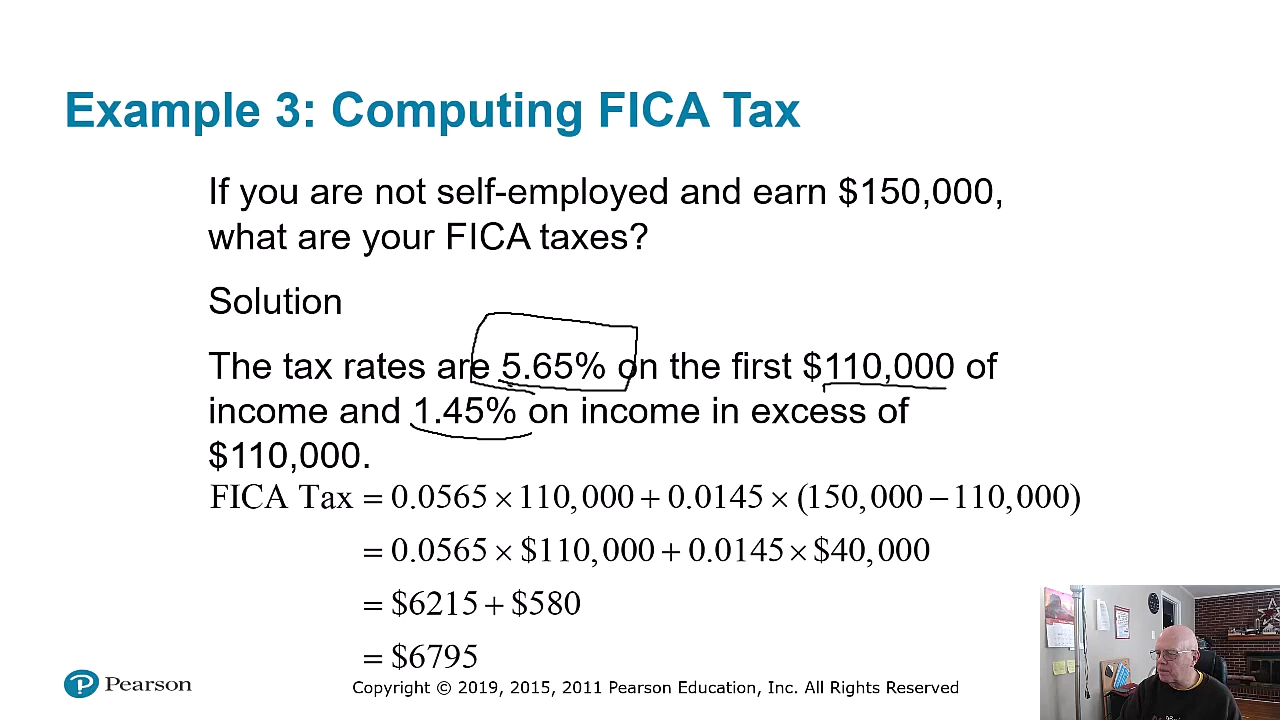 Example 3: Computing FICA Tax
If you are not self-employed and earn $150,000,
what are your FICA taxes?
Solution
The tax rates are 5.65% on the first $110,000 of
income and 1.45% on income in excess of
$110,000.
FICA Tax = 0.0565 × 110,000 + 0.0145 × (150,000 − 110,000)
= 0.0565 × $110,000 + 0.0145 × $40,000
= $6215 + $580
= $6795
P Pearson
Copyright © 2019, 2015, 2011 Pearson Education, Inc. All Rights Reserved